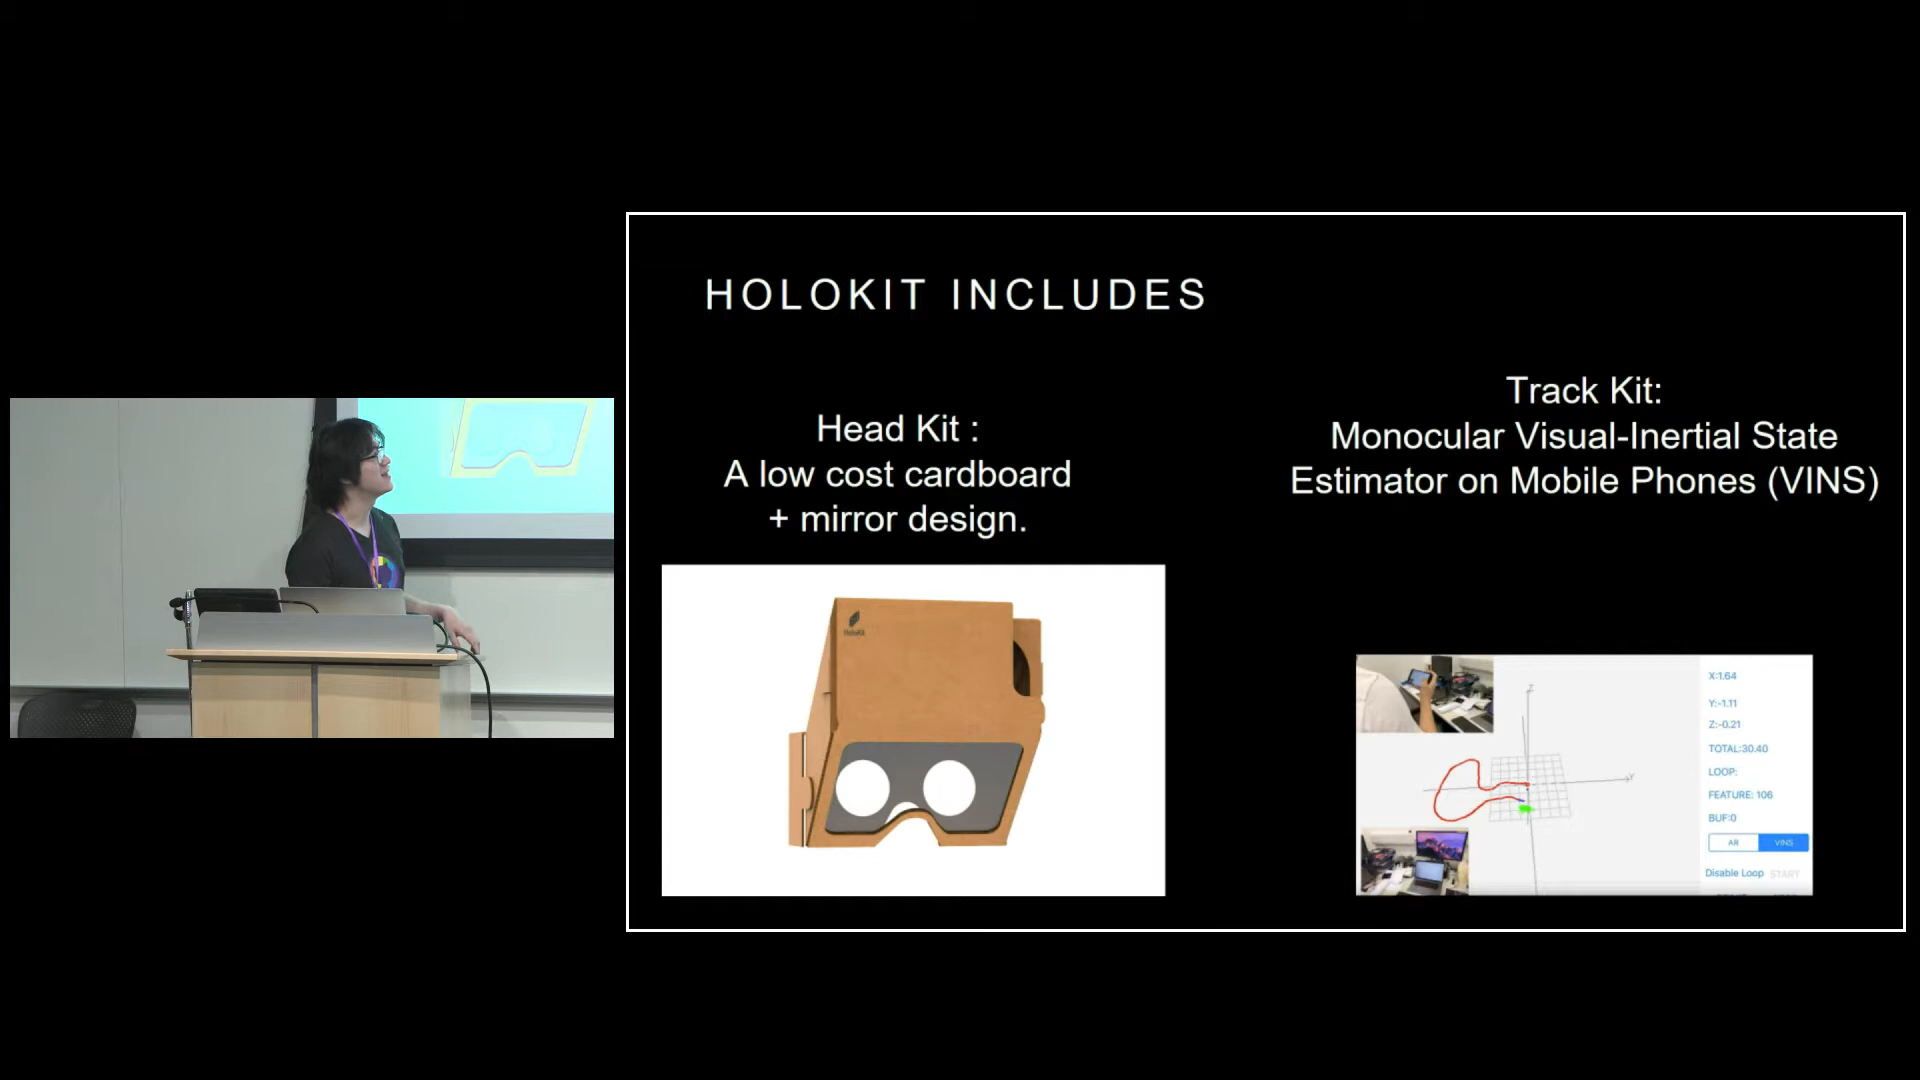 HOLOKIT INCLUDES
Head Kit :
A low cost cardboard
+ mirror design.
Track Kit:
Monocular Visual-Inertial State
Estimator on Mobile Phones (VINS)
HoloKit
Z
Y
X:1.64
Y:-1.11
Z:-0.21
TOTAL:30.40
LOOP:
FEATURE: 106
BUF:0
AR VINS
Disable Loop START